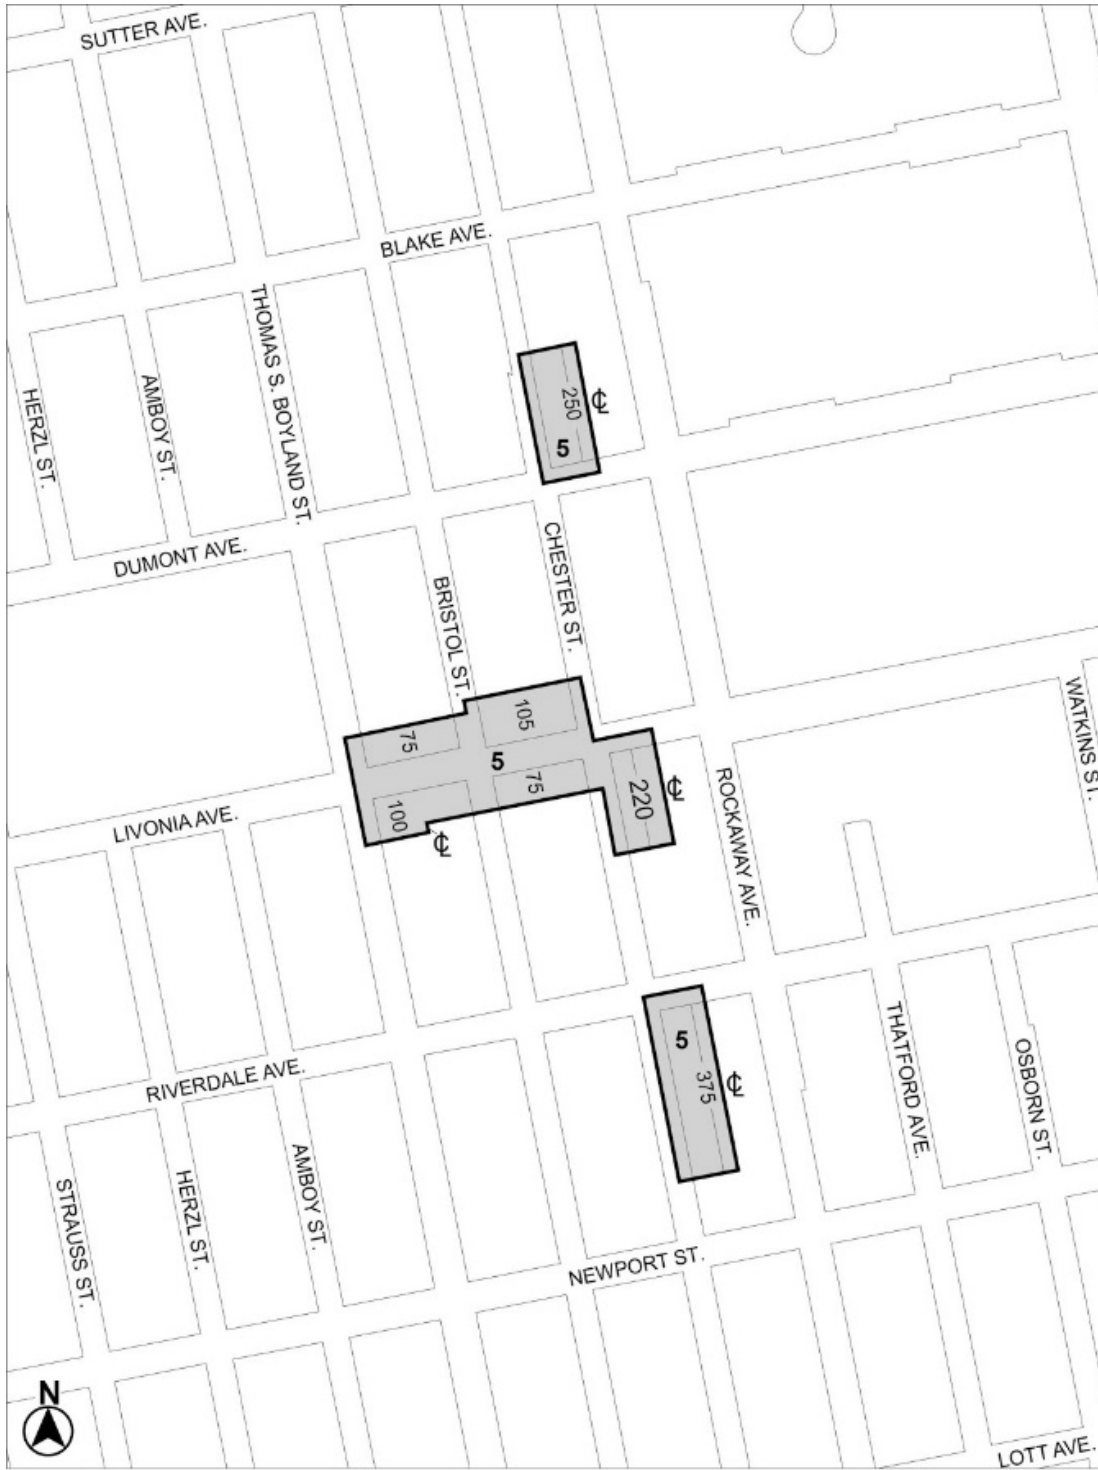 SUTTER AVE.
BLAKE AVE.
THOMAS S. BOYLAND ST.
HERZL ST.
AMBOY ST.
250
℄
5
DUMONT AVE.
CHESTER ST.
BRISTOL ST.
WATKINS ST.
105
75
5
75
220
℄
100
℄
LIVONIA AVE.
ROCKAWAY AVE.
5
375
℄
THATFORD AVE.
OSBORN ST.
RIVERDALE AVE.
STRAUSS ST.
HERZL ST.
AMBOY ST.
NEWPORT ST.
N
LOTT AVE.